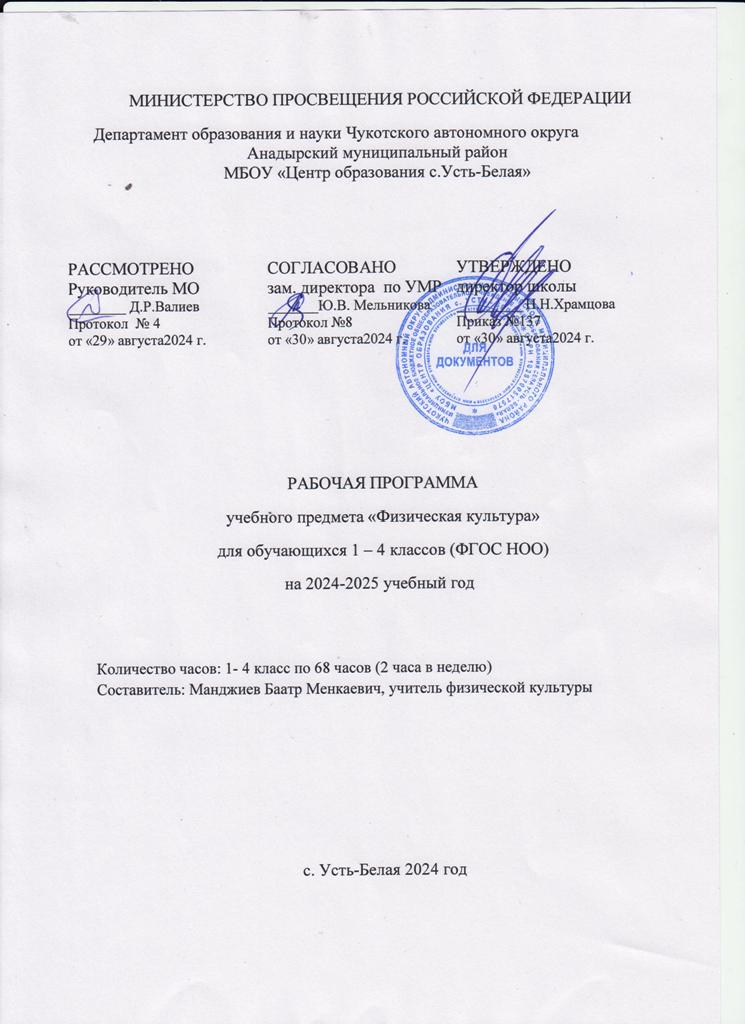 МИНИСТЕРСТВО ПРОСВЕЩЕНИЯ РОССИЙСКОЙ ФЕДЕРАЦИИ
Департамент образования и науки Чукотского автономного округа
Анадырский муниципальный район
МБОУ «Центр образования с.Усть-Белая»
РАССМОТРЕНО
Руководитель МО
________ Д.Р.Валиев
Протокол № 4
от «29» августа2024 г.
СОГЛАСОВАНО
зам. директора по УМР
_______Ю.В. Мельникова
Протокол №8
от «30» августа2024 г.
УТВЕРЖДЕНО
директор школы
Н.Н.Храмцова
Приказ №137
от «30» августа2024 г.
ДЛЯ
ДОКУМЕНТОВ
РАБОЧАЯ ПРОГРАММА
учебного предмета «Физическая культура»
для обучающихся 1 – 4 классов (ФГОС НОО)
на 2024-2025 учебный год
Количество часов: 1- 4 класс по 68 часов (2 часа в неделю)
Составитель: Манджиев Баатр Менкаевич, учитель физической культуры
с. Усть-Белая 2024 год